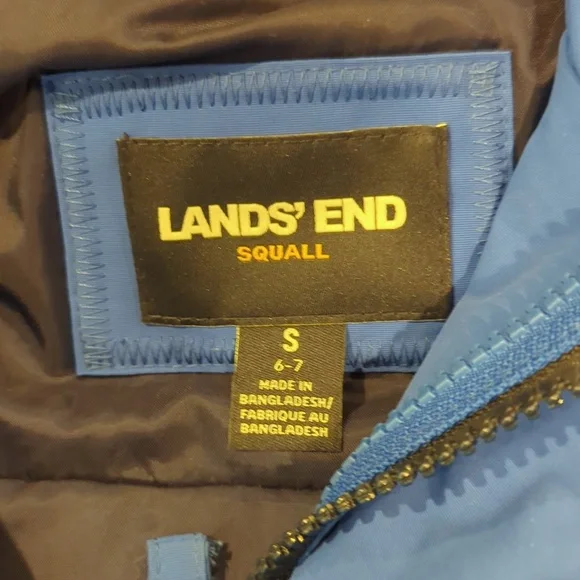 LANDS' END
SQUALL
S
6-7
MADE IN
BANGLADESH/
FABRIQUE AU
BANGLADESH